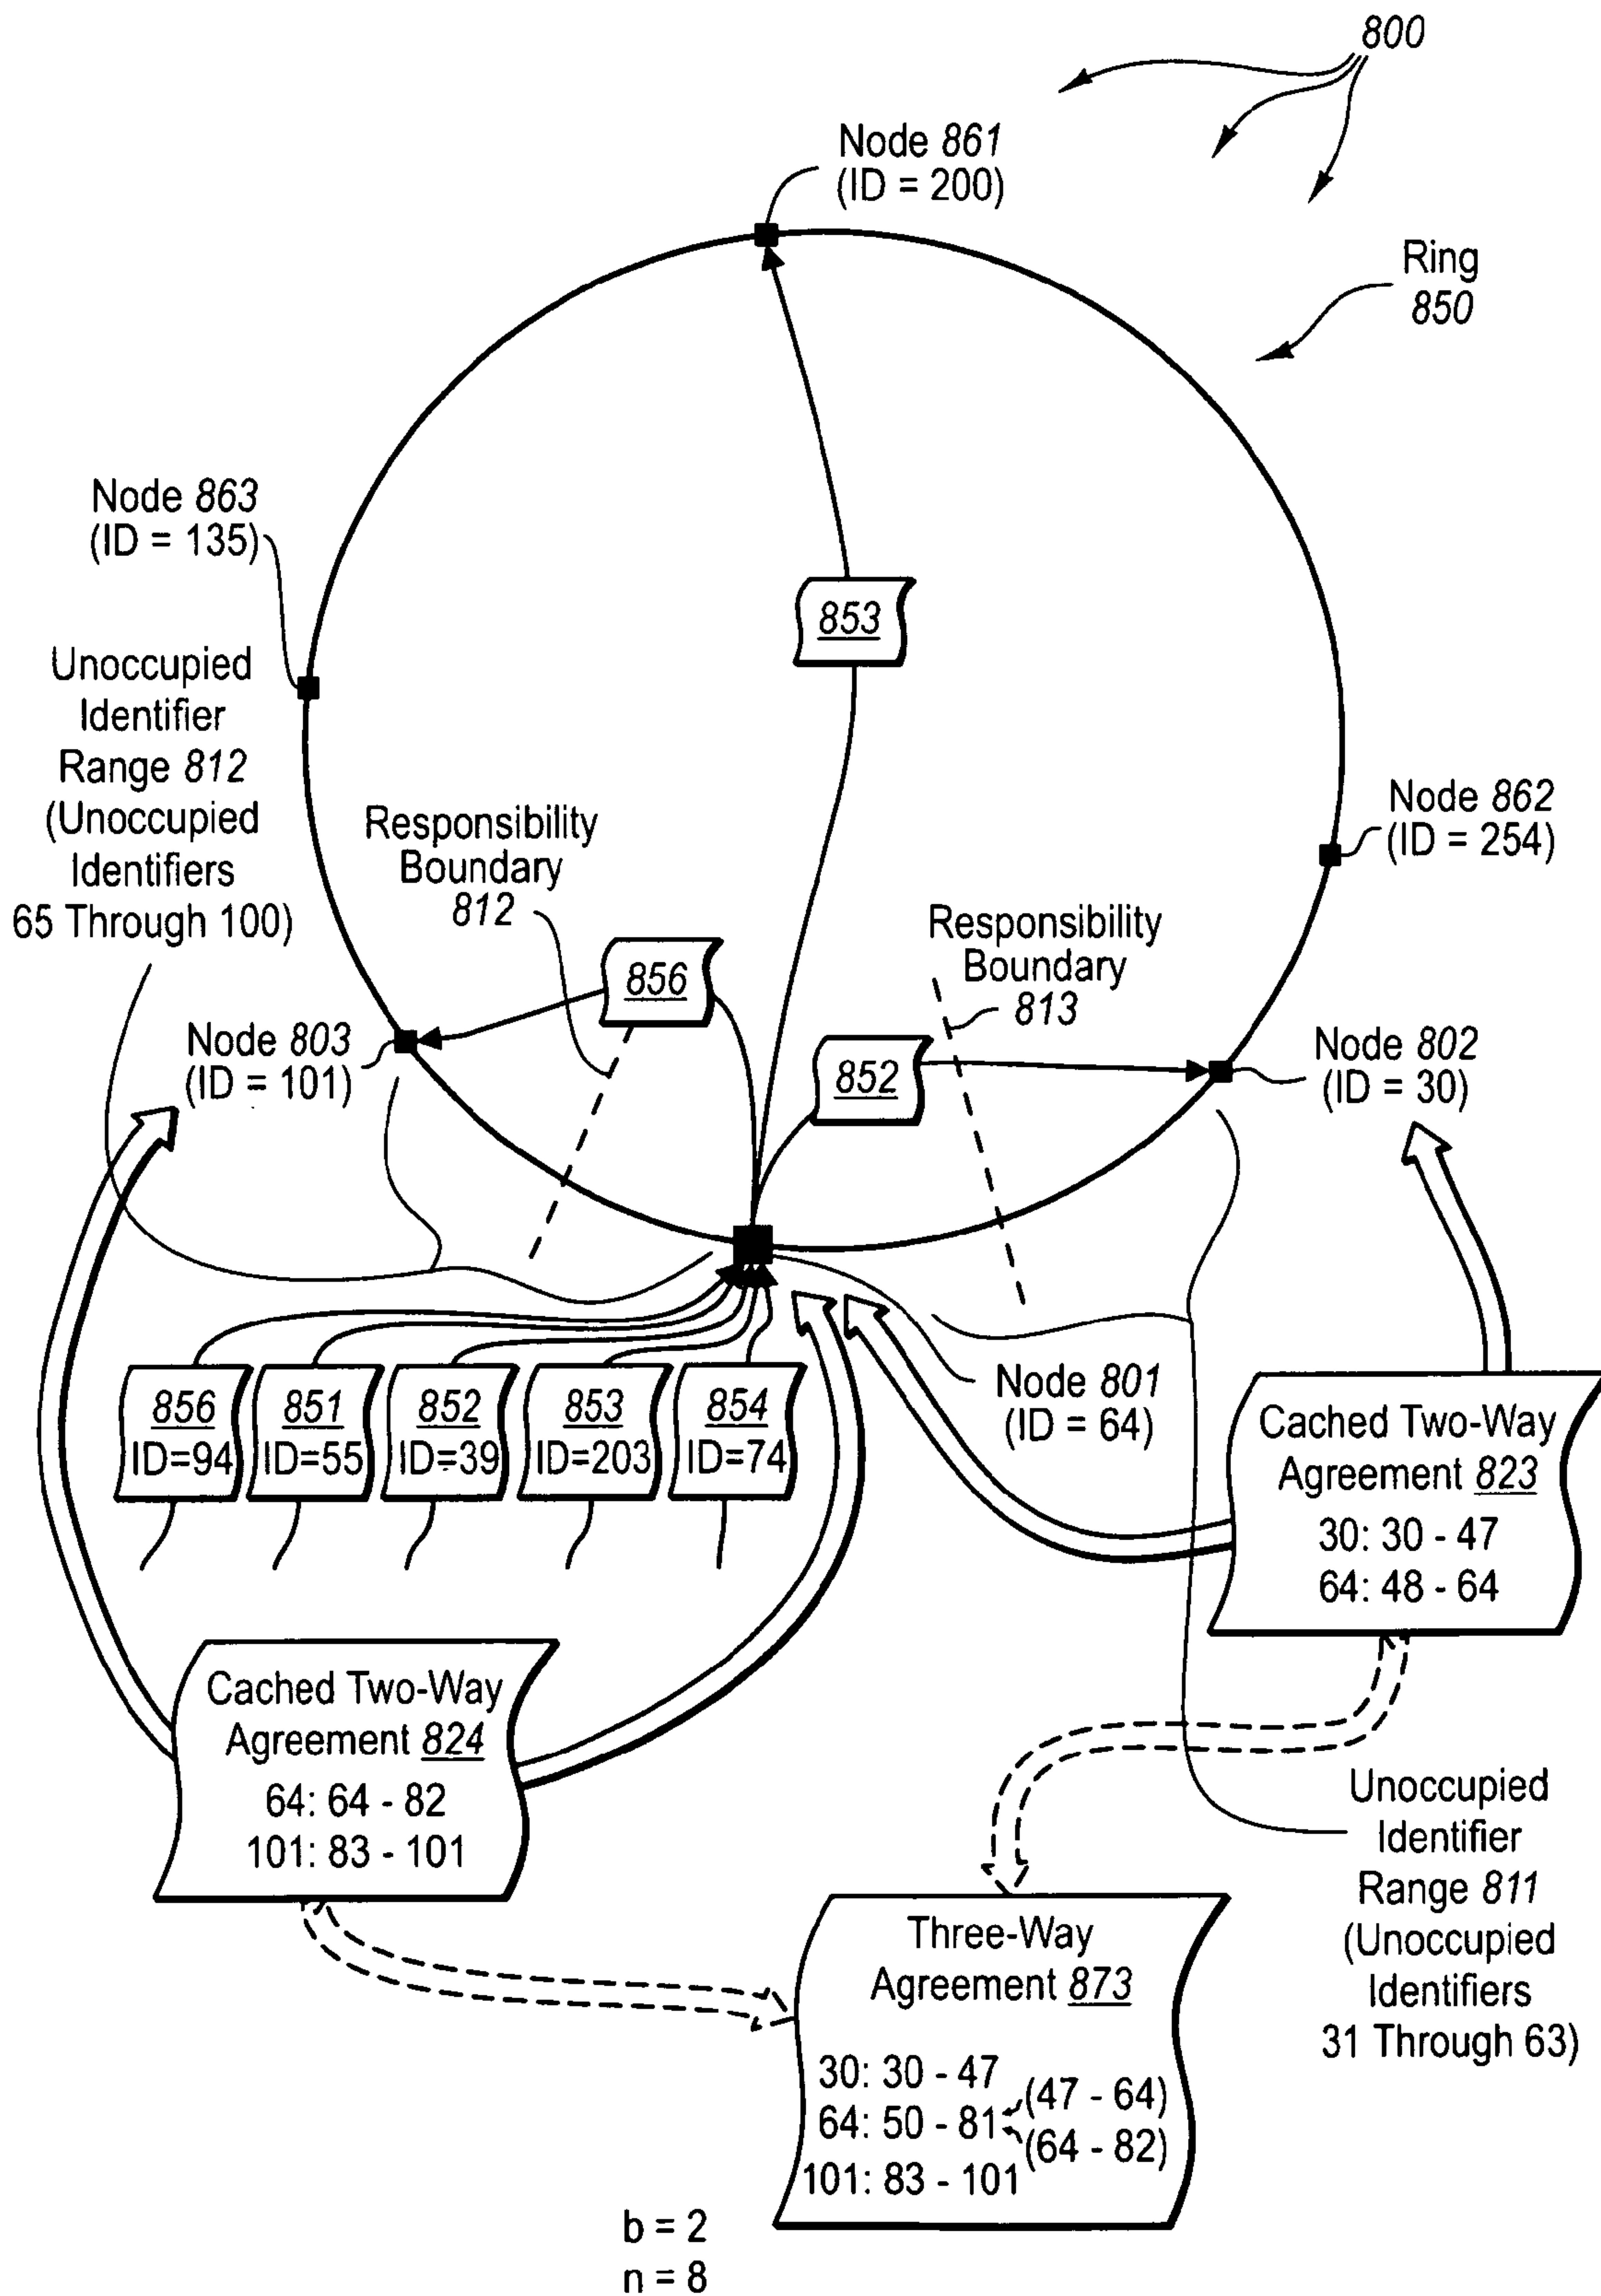 800
Node 861
(ID = 200)
Ring
850
Node 863
(ID = 135)
853
Unoccupied
Identifier
Range 812
(Unoccupied
Identifiers
65 Through 100)
Node 862
(ID = 254)
Responsibility
Boundary
812
Responsibility
Boundary
813
856
Node 803
(ID = 101)
852
Node 802
(ID = 30)
856
ID=94
851
ID=55
852
ID=39
853
ID=203
854
ID=74
Node 801
(ID = 64)
Cached Two-Way
Agreement 823
30: 30 - 47
64: 48 - 64
Cached Two-Way
Agreement 824
64: 64 - 82
101: 83 - 101
Unoccupied
Identifier
Range 811
(Unoccupied
Identifiers
31 Through 63)
Three-Way
Agreement 873
30: 30 - 47
(47 - 64)
64: 50 - 81
(64 - 82)
101: 83 - 101
b = 2
n = 8